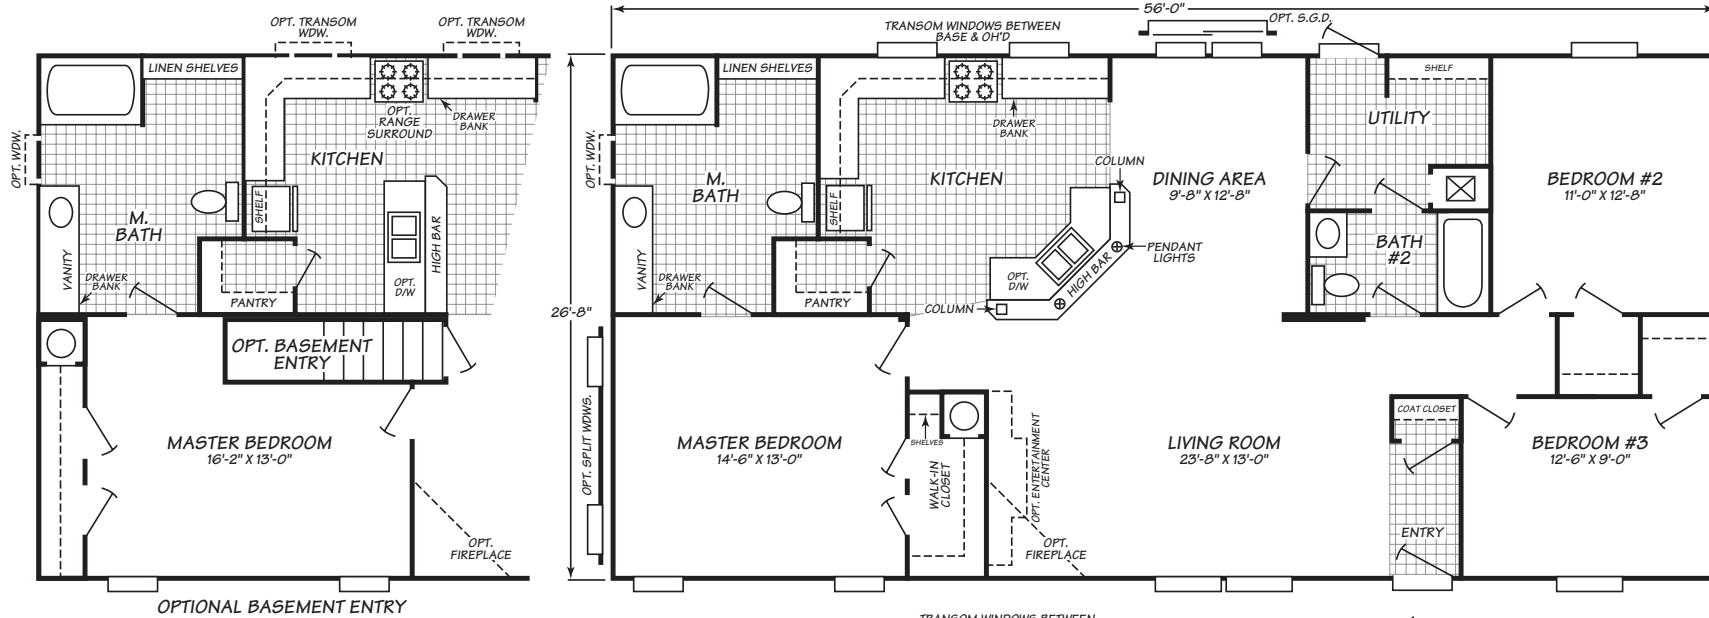 OPT. TRANSOM
WDW.
OPT. TRANSOM
WDW.
LINEN SHELVES
OPT.
RANGE
SURROUND
DRAWER
BANK
KITCHEN
OPT. WDW.
SHELF
M.
BATH
HIGH BAR
VANITY
DRAWER
BANK
OPT.
D/W
PANTRY
OPT. BASEMENT
ENTRY
MASTER BEDROOM
16'-2" X 13'-0"
OPT.
FIREPLACE
OPTIONAL BASEMENT ENTRY
56'-0"
TRANSOM WINDOWS BETWEEN
BASE & OH'D
OPT. S.G.D.
LINEN SHELVES
SHELF
DRAWER
BANK
UTILITY
OPT. WDW.
COLUMN
M.
BATH
KITCHEN
DINING AREA
9'-8" X 12'-8"
BEDROOM #2
11'-0" X 12'-8"
SHELF
BATH
#2
PENDANT
LIGHTS
VANITY
DRAWER
BANK
OPT.
D/W
HIGH BAR
PANTRY
COLUMN
26'-8"
OPT. SPLIT WDWS.
SHELVES
COAT CLOSET
MASTER BEDROOM
14'-6" X 13'-0"
WALK-IN
CLOSET
OPT. ENTERTAINMENT
CENTER
LIVING ROOM
23'-8" X 13'-0"
BEDROOM #3
12'-6" X 9'-0"
ENTRY
OPT.
FIREPLACE
TRANSOM WINDOWS BETWEEN